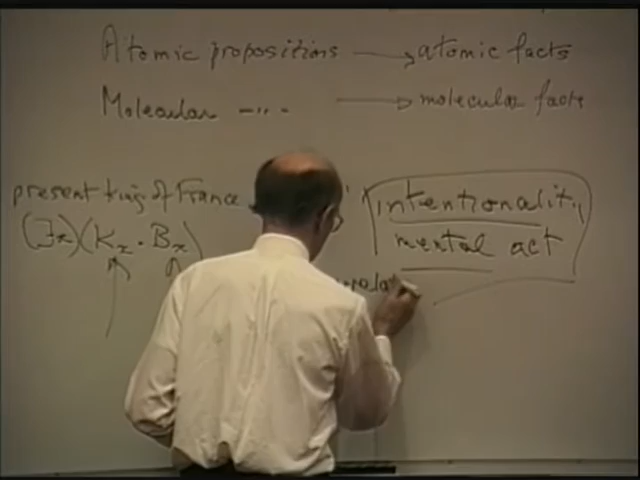 Atomic propositions → atomic facts
Molecular -"- → molecular facts
present king of France
(∃x)(Kx . Bx)
intentionality
mental act